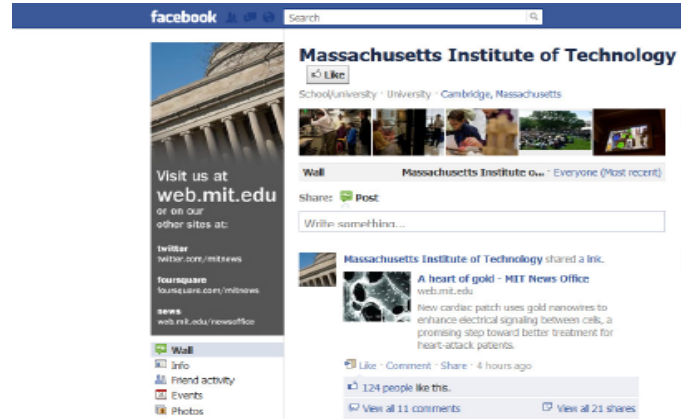 facebook
Search
Massachusetts Institute of Technology
Like
School/university · University · Cambridge, Massachusetts
Visit us at
web.mit.edu
or on our
other sites at:
twitter
twitter.com/mitnews
foursquare
foursquare.com/mitnews
news
web.mit.edu/newsoffice
Wall
Info
Friend activity
Events
Photos
Wall Massachusetts Institute o... · Everyone (Most recent)
Share: Post
Write something...
Massachusetts Institute of Technology shared a link.
A heart of gold - MIT News Office
web.mit.edu
New cardiac patch uses gold nanowires to
enhance electrical signaling between cells, a
promising step toward better treatment for
heart-attack patients.
Like · Comment · Share · 4 hours ago
124 people like this.
View all 11 comments View all 21 shares